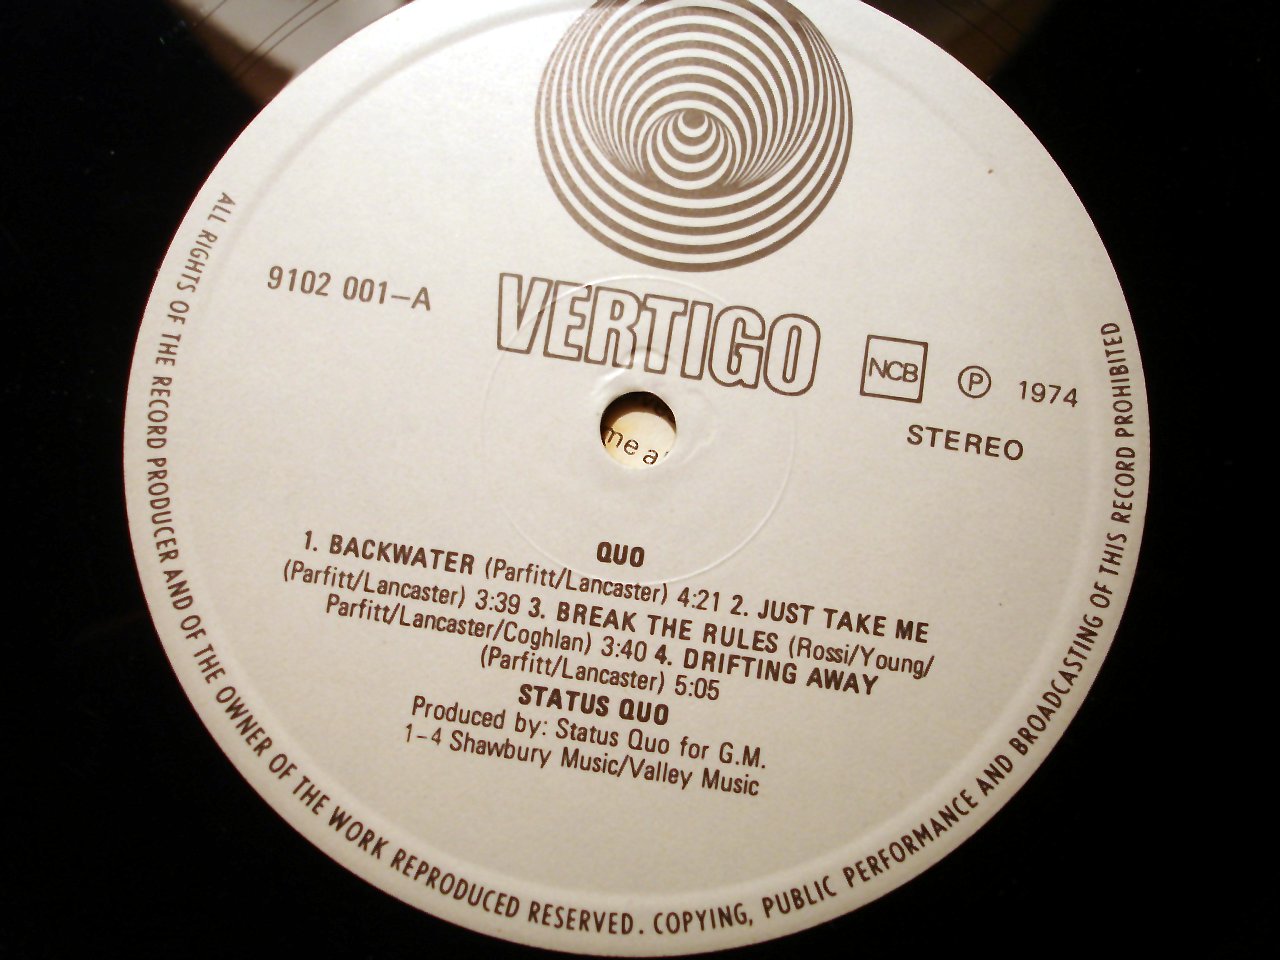 9102 001-A
VERTIGO
NCB
Ⓟ 1974
STEREO
me a
QUO
1. BACKWATER (Parfitt/Lancaster) 4:21 2. JUST TAKE ME
(Parfitt/Lancaster) 3:39 3. BREAK THE RULES (Rossi/Young/
Parfitt/Lancaster/Coghlan) 3:40 4. DRIFTING AWAY
(Parfitt/Lancaster) 5:05
STATUS QUO
Produced by: Status Quo for G.M.
1-4 Shawbury Music/Valley Music
ALL RIGHTS OF THE RECORD PRODUCER AND OF THE OWNER OF THE WORK REPRODUCED RESERVED. COPYING, PUBLIC PERFORMANCE AND BROADCASTING OF THIS RECORD PROHIBITED